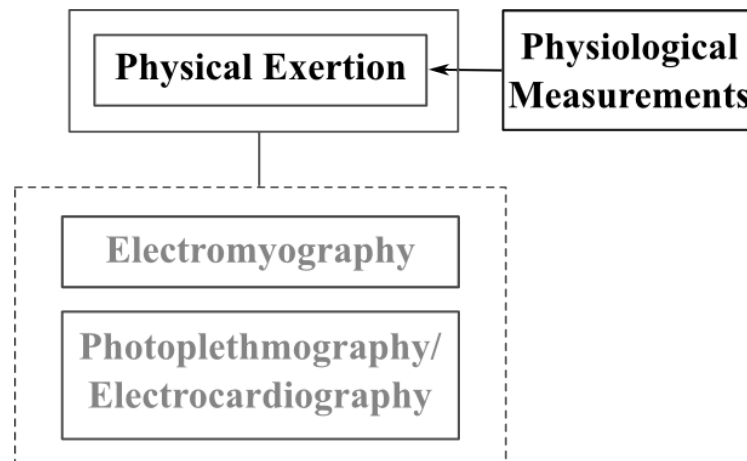 Physical Exertion
Physiological
Measurements
Electromyography
Photoplethmography/
Electrocardiography